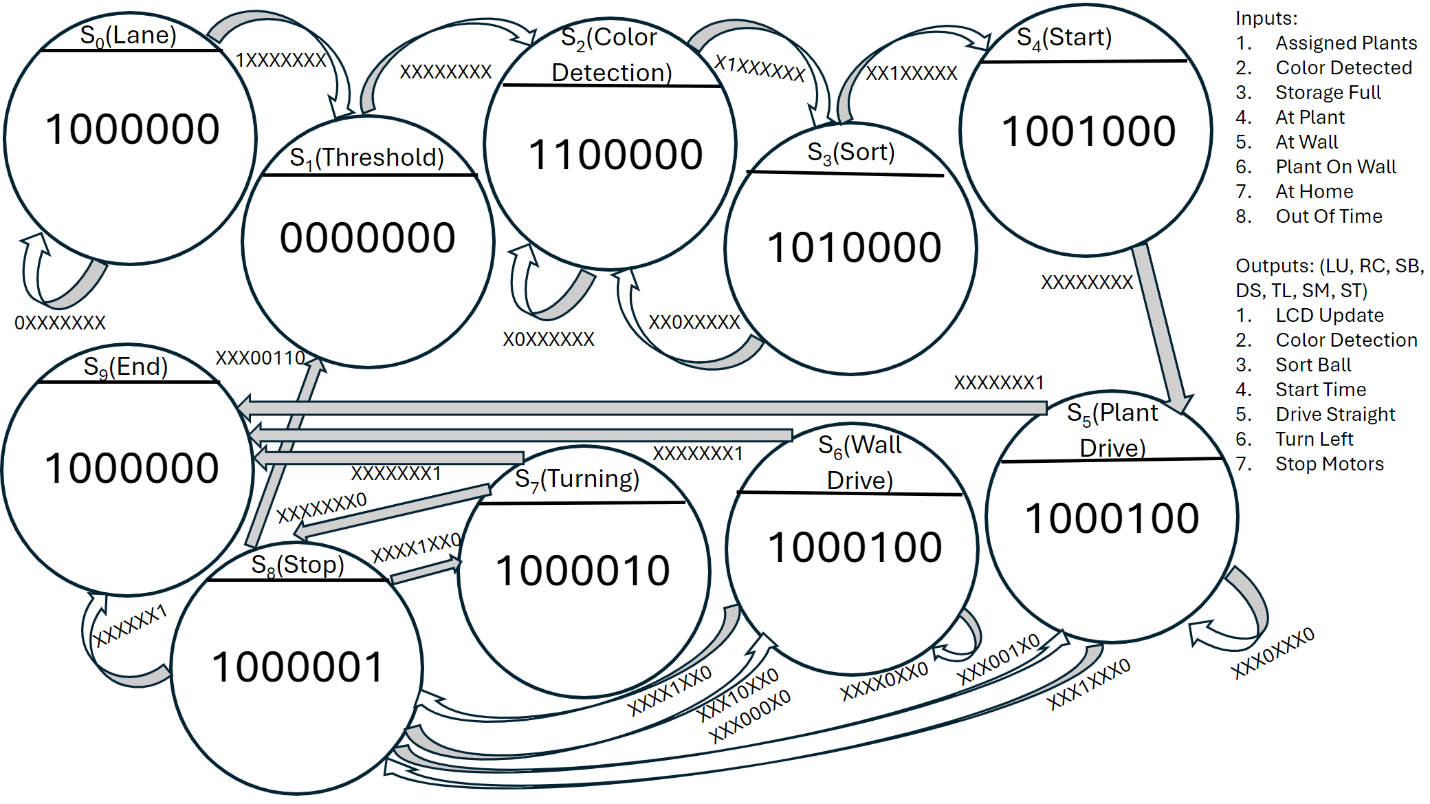 S0(Lane)
1000000
1XXXXXXX
0XXXXXXX
S1(Threshold)
0000000
XXXXXXXX
S2(Color
Detection)
1100000
X1XXXXXX
X0XXXXXX
S3(Sort)
1010000
XX0XXXXX
XX1XXXXX
S4(Start)
1001000
XXXXXXXX
Inputs:
1. Assigned Plants
2. Color Detected
3. Storage Full
4. At Plant
5. At Wall
6. Plant On Wall
7. At Home
8. Out Of Time
Outputs: (LU, RC, SB,
DS, TL, SM, ST)
1. LCD Update
2. Color Detection
3. Sort Ball
4. Start Time
5. Drive Straight
6. Turn Left
7. Stop Motors
S9(End)
1000000
XXX00110
XXXXXXX1
XXXXXXX1
XXXXXXX1
S5(Plant
Drive)
1000100
S6(Wall
Drive)
1000100
S7(Turning)
1000010
XXXXXXX0
XXXX1XX0
S8(Stop)
1000001
XXXXXX1
XXXX1XX0
XXX10XX0
XXX000X0
XXXX0XX0
XXX001X0
XXX1XXX0
XXX0XXX0